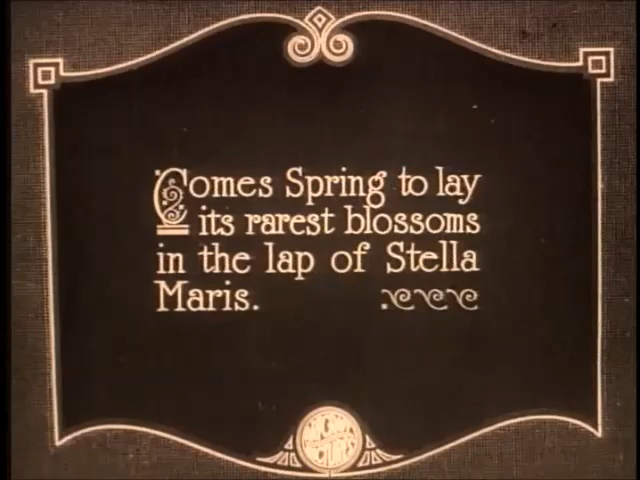 Comes Spring to lay
its rarest blossoms
in the lap of Stella
Maris.